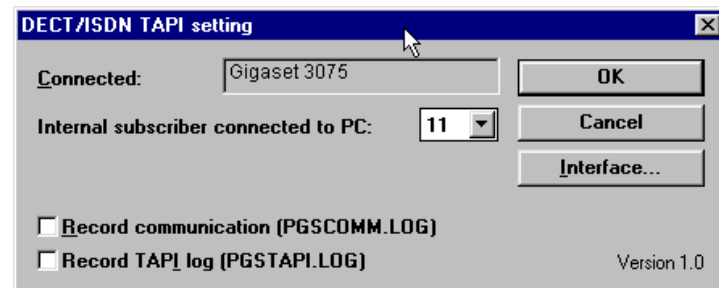 DECT/ISDN TAPI setting
Connected: Gigaset 3075 OK
Internal subscriber connected to PC: 11 Cancel
Interface...
Record communication (PGSCOMM.LOG)
Record TAPI log (PGSTAPI.LOG) Version 1.0